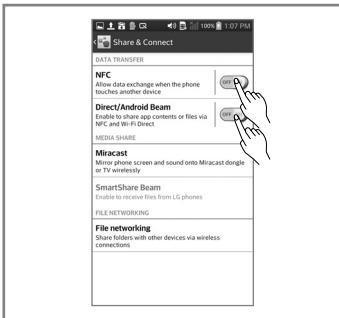 100% 1:07 PM
Share & Connect
DATA TRANSFER
NFC
Allow data exchange when the phone
touches another device
OFF
Direct/Android Beam
Enable to share app contents or files via
NFC and Wi-Fi Direct
OFF
MEDIA SHARE
Miracast
Mirror phone screen and sound onto Miracast dongle
or TV wirelessly
SmartShare Beam
Enable to receive files from LG phones
FILE NETWORKING
File networking
Share folders with other devices via wireless
connections